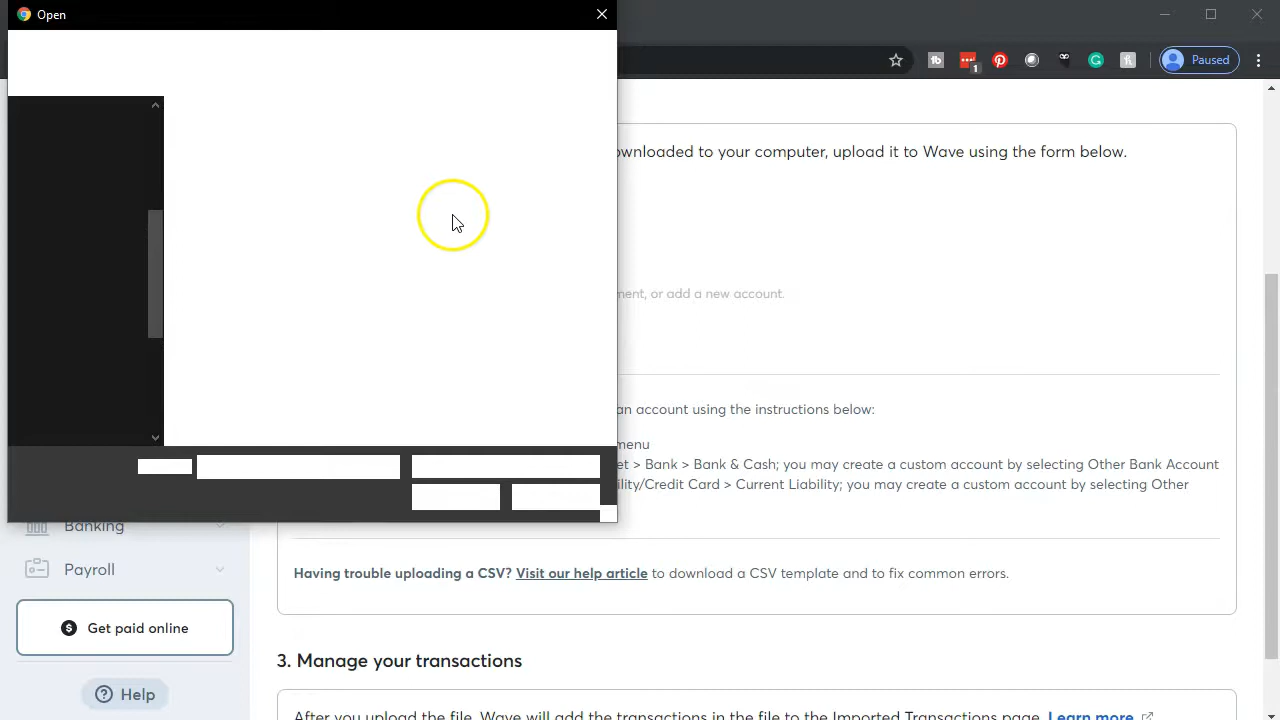 Open
1
Paused
ownloaded to your computer, upload it to Wave using the form below.
ment, or add a new account.
an account using the instructions below:
menu
et > Bank > Bank & Cash; you may create a custom account by selecting Other Bank Account
ility/Credit Card > Current Liability; you may create a custom account by selecting Other
Banking
Payroll
Having trouble uploading a CSV? Visit our help article to download a CSV template and to fix common errors.
Get paid online
3. Manage your transactions
Help
After you upload the file, Wave will add the transactions in the file to the Imported Transactions page. Learn more